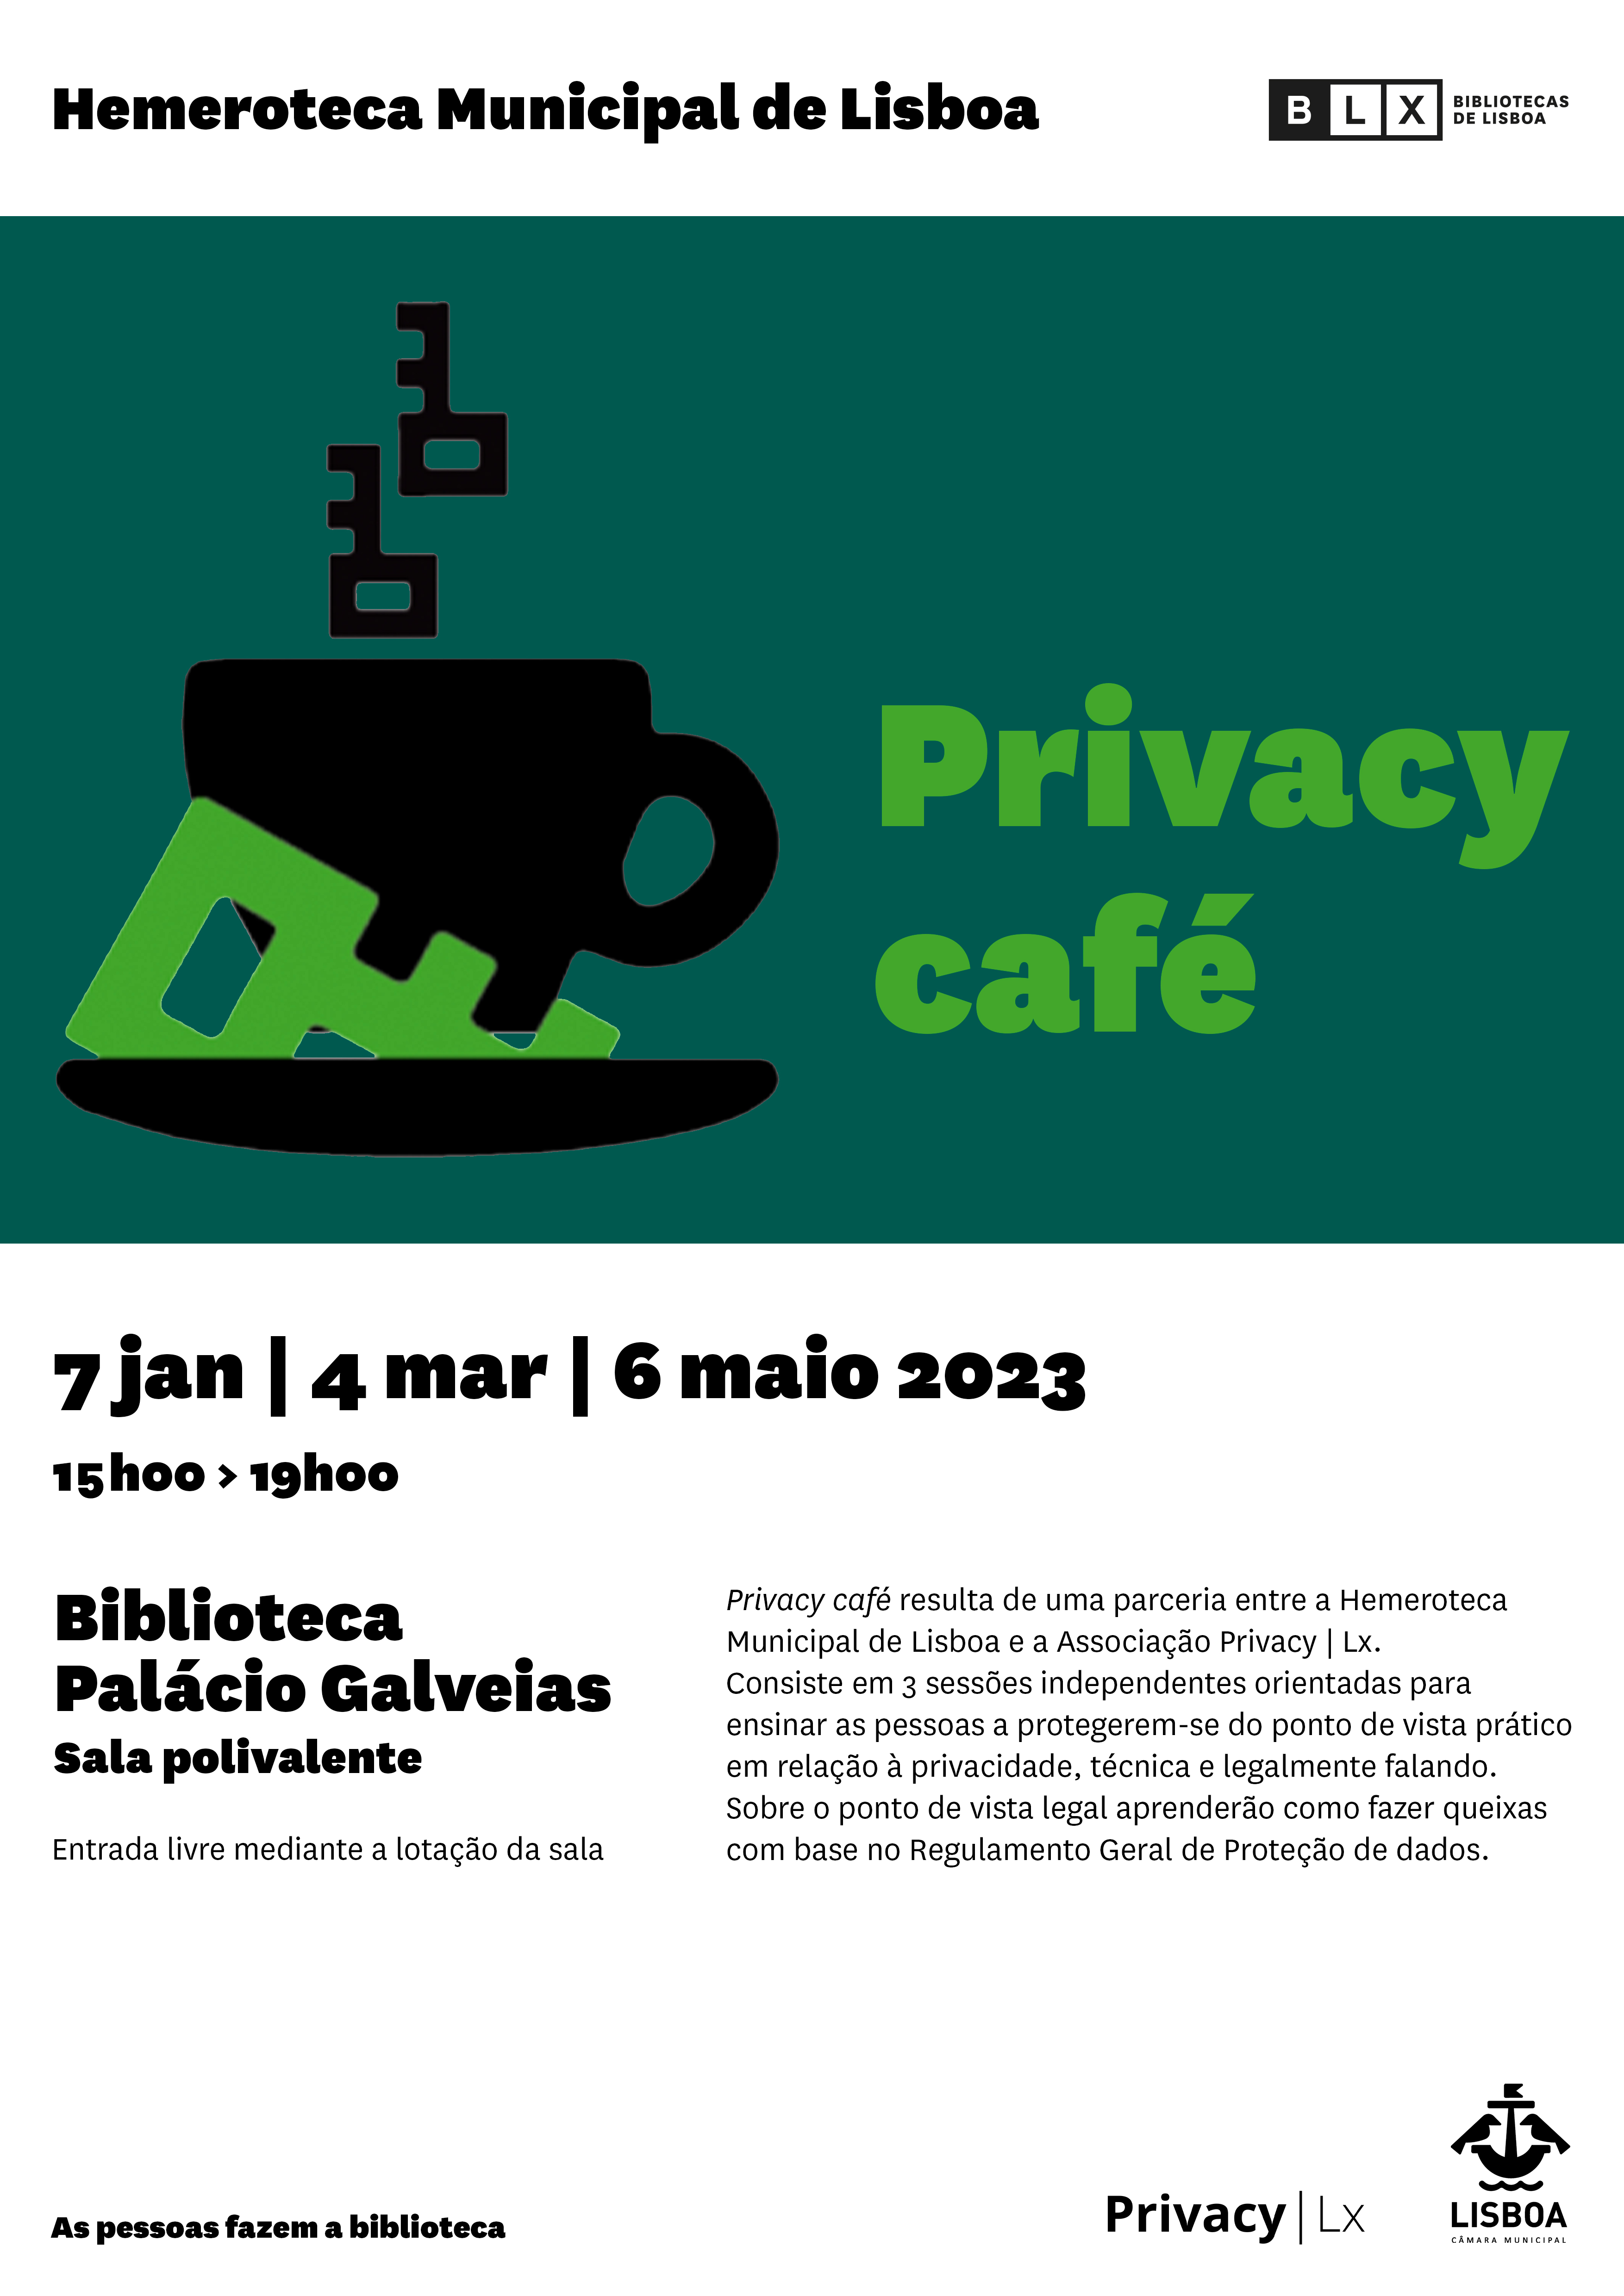 Hemeroteca Municipal de Lisboa
B L X
BIBLIOTECAS
DE LISBOA
Privacy
café
7 jan | 4 mar | 6 maio 2023
15h00 > 19h00
Biblioteca
Palácio Galveias
Sala polivalente
Entrada livre mediante a lotação da sala
Privacy café resulta de uma parceria entre a Hemeroteca
Municipal de Lisboa e a Associação Privacy | Lx.
Consiste em 3 sessões independentes orientadas para
ensinar as pessoas a protegerem-se do ponto de vista prático
em relação à privacidade, técnica e legalmente falando.
Sobre o ponto de vista legal aprenderão como fazer queixas
com base no Regulamento Geral de Proteção de dados.
As pessoas fazem a biblioteca
Privacy | Lx
LISBOA
CÂMARA MUNICIPAL